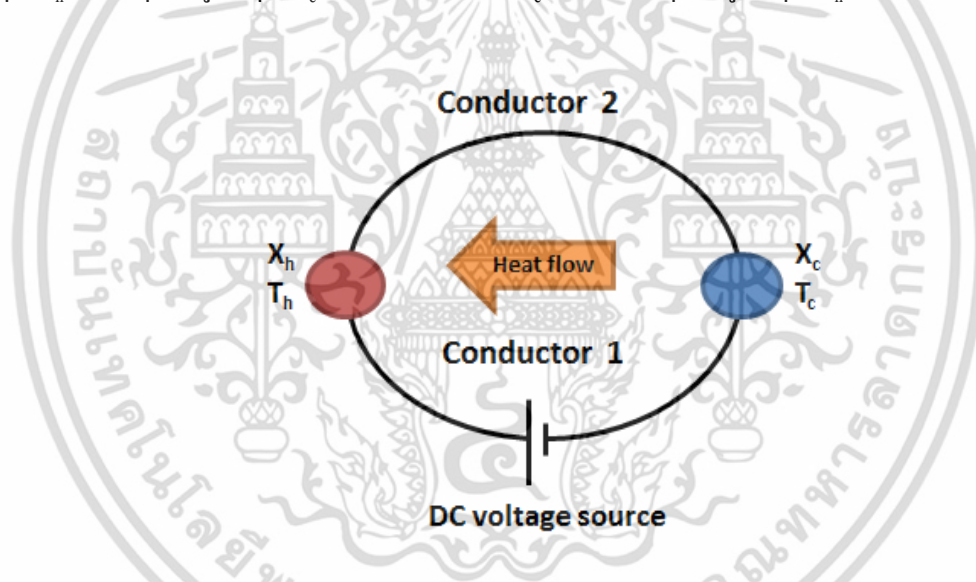 Conductor 2
Heat flow
X_h
T_h
X_c
T_c
Conductor 1
DC voltage source